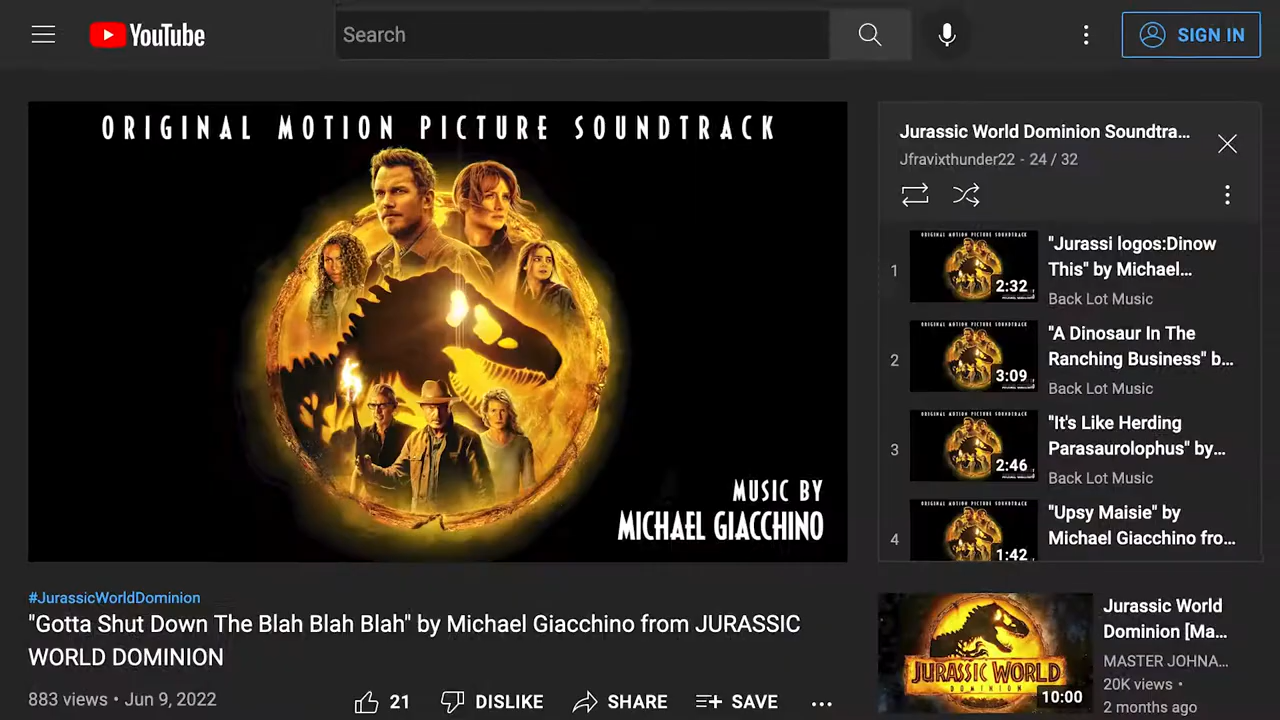 YouTube
Search
SIGN IN
ORIGINAL MOTION PICTURE SOUNDTRACK
MUSIC BY
MICHAEL GIACCHINO
#JurassicWorldDominion
"Gotta Shut Down The Blah Blah Blah" by Michael Giacchino from JURASSIC
WORLD DOMINION
883 views • Jun 9, 2022
21
DISLIKE
SHARE
SAVE
Jurassic World Dominion Soundtra...
Jfravixthunder22 - 24 / 32
1
2:32
"Jurassi logos:Dinow
This" by Michael...
Back Lot Music
2
3:09
"A Dinosaur In The
Ranching Business" b...
Back Lot Music
3
2:46
"It's Like Herding
Parasaurolophus" by...
Back Lot Music
4
1:42
"Upsy Maisie" by
Michael Giacchino fro...
JURASSIC WORLD
DOMINION
10:00
Jurassic World
Dominion [Ma...
MASTER JOHNA...
20K views •
2 months ago